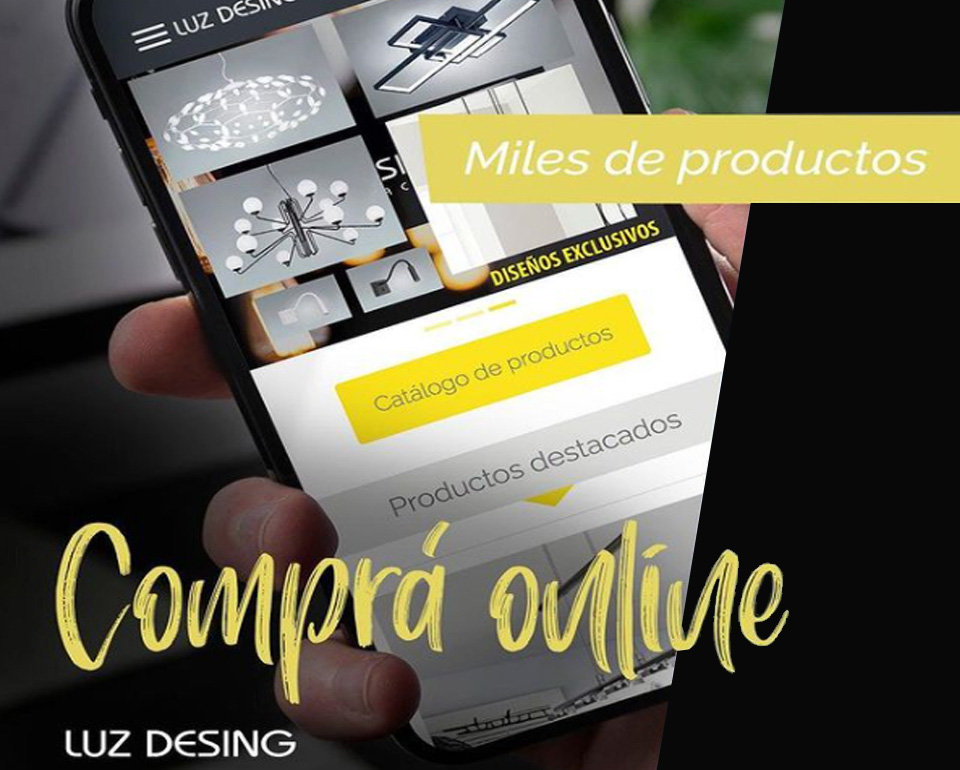 LUZ DESING
Miles de productos
DISEÑOS EXCLUSIVOS
Catálogo de productos
Productos destacados
Comprá online
LUZ DESING